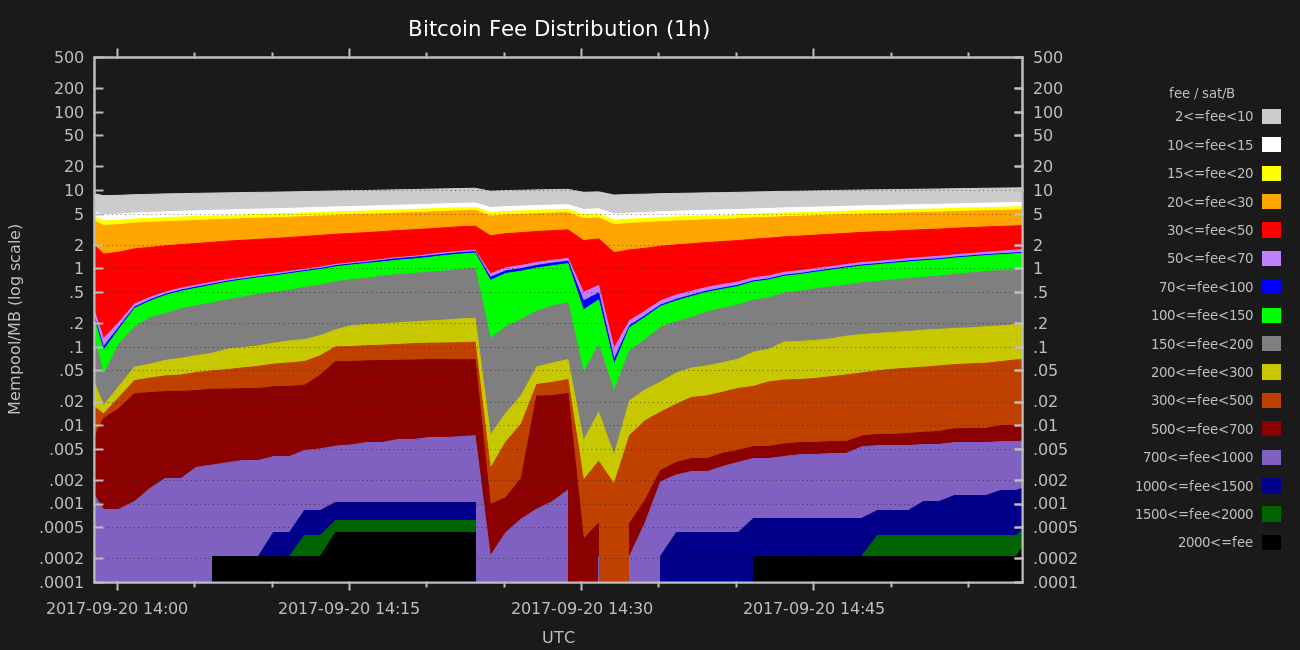 Bitcoin Fee Distribution (1h)
500 500
200 200
100 100
50 50
20 20
10 10
5 5
2 2
1 1
.5 .5
.2 .2
.1 .1
.05 .05
.02 .02
.01 .01
.005 .005
.002 .002
.001 .001
.0005 .0005
.0002 .0002
.0001 .0001
Mempool/MB (log scale)
2017-09-20 14:00 2017-09-20 14:15 2017-09-20 14:30 2017-09-20 14:45
UTC
fee / sat/B
2<=fee<10
10<=fee<15
15<=fee<20
20<=fee<30
30<=fee<50
50<=fee<70
70<=fee<100
100<=fee<150
150<=fee<200
200<=fee<300
300<=fee<500
500<=fee<700
700<=fee<1000
1000<=fee<1500
1500<=fee<2000
2000<=fee